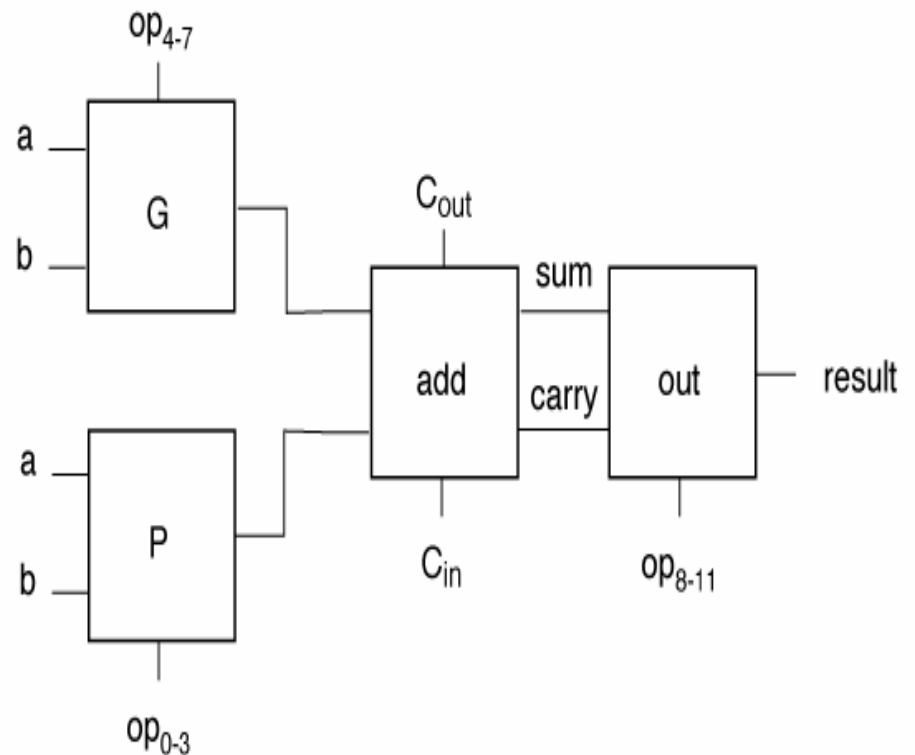 op4-7
a
G
b
Cout
sum
add
out
carry
result
a
P
b
Cin
op8-11
op0-3